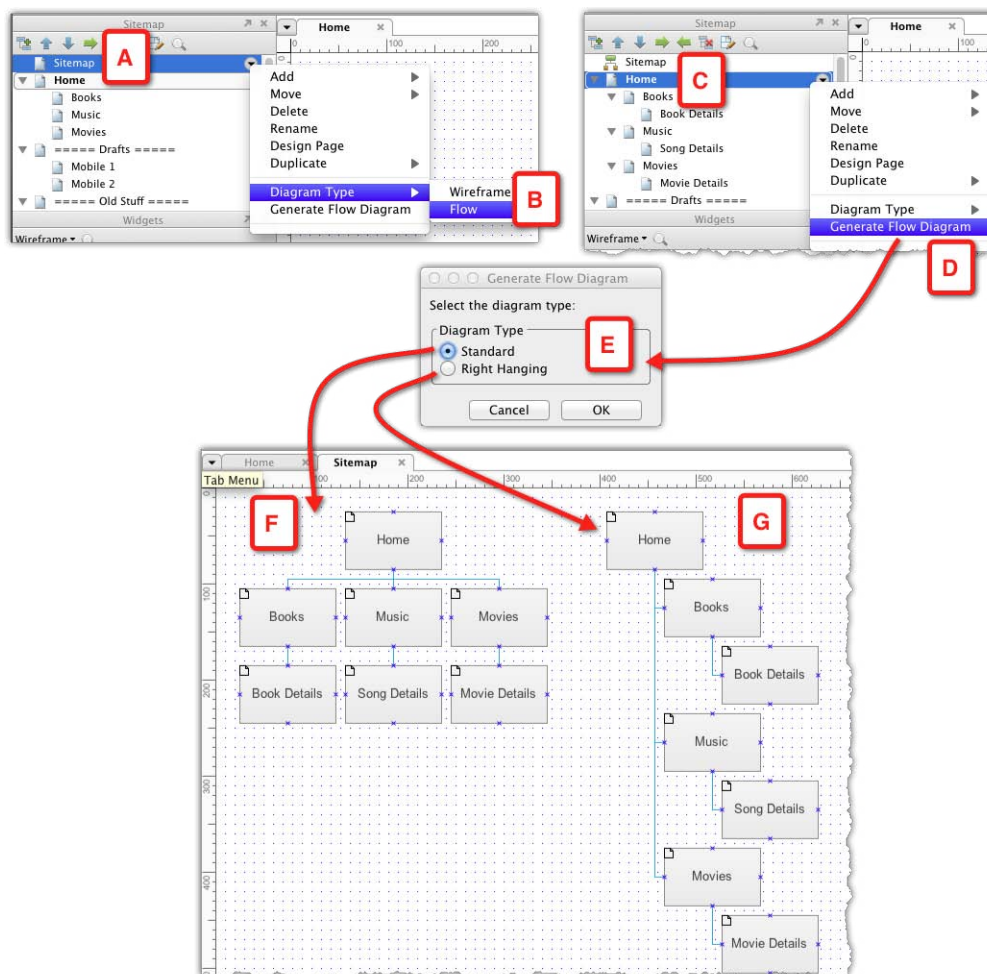 Sitemap
Home
0
100
200
A
Sitemap
Home
Books
Music
Movies
===== Drafts =====
Mobile 1
Mobile 2
===== Old Stuff =====
Widgets
Wireframe
Add
Move
Delete
Rename
Design Page
Duplicate
Diagram Type
Generate Flow Diagram
Wireframe
Flow
B
Sitemap
Home
0
100
C
Sitemap
Home
Books
Book Details
Music
Song Details
Movies
Movie Details
===== Drafts =====
Widgets
Wireframe
Add
Move
Delete
Rename
Design Page
Duplicate
Diagram Type
Generate Flow Diagram
D
Generate Flow Diagram
Select the diagram type:
Diagram Type
Standard
Right Hanging
E
Cancel
OK
Home
Sitemap
Tab Menu
00
200
300
400
500
600
0
100
200
300
400
F
Home
Books
Music
Movies
Book Details
Song Details
Movie Details
G
Home
Books
Book Details
Music
Song Details
Movies
Movie Details